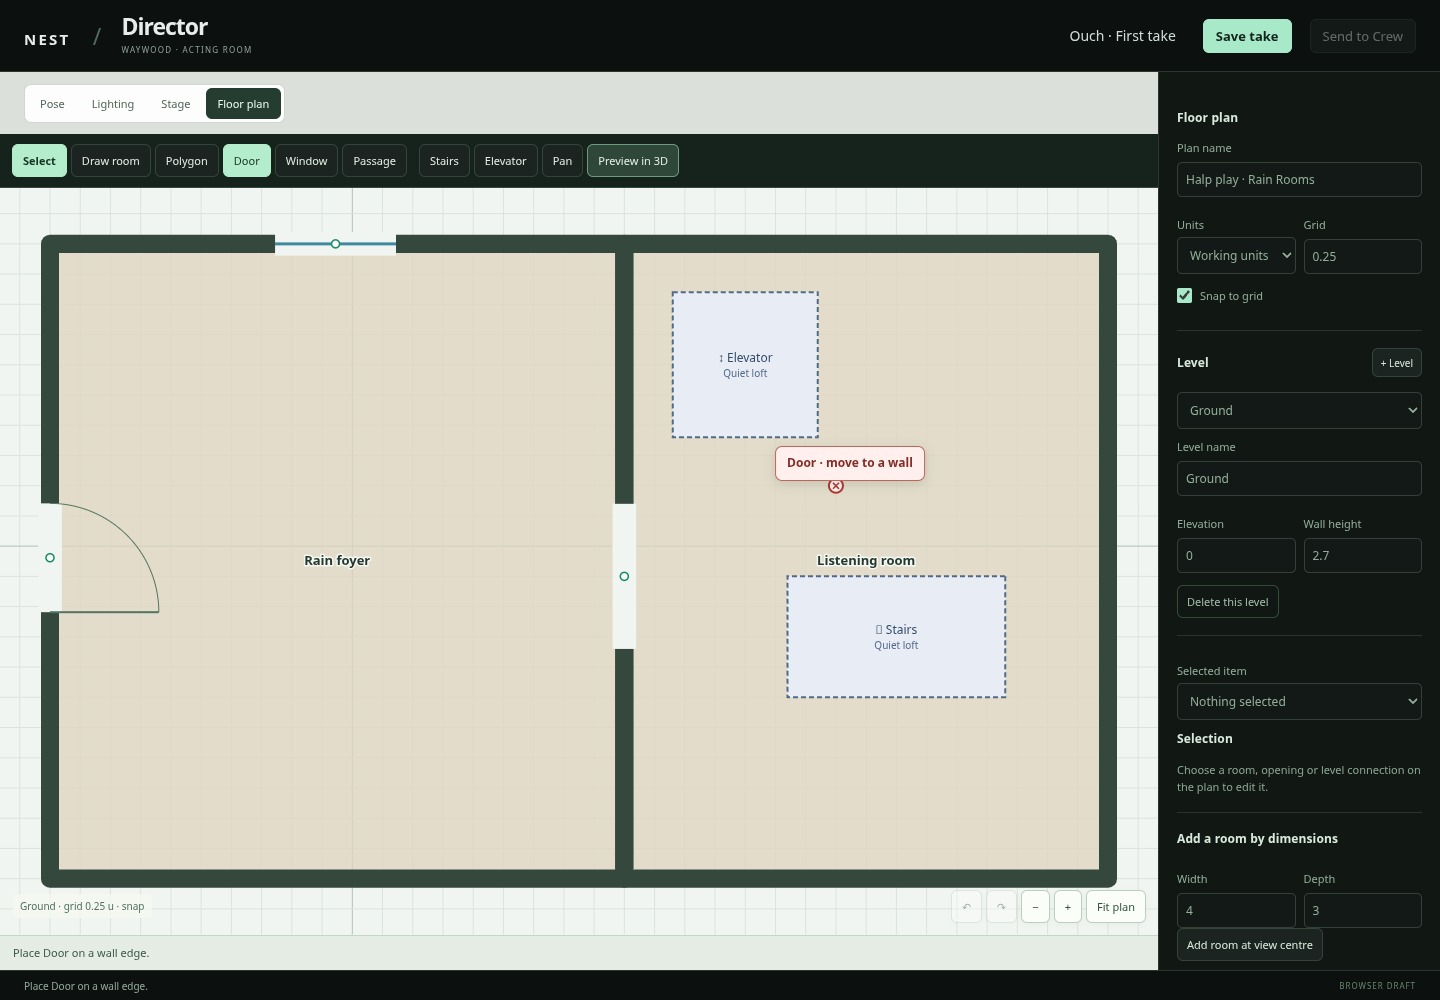 NEST / Director
WAYWOOD · ACTING ROOM
Ouch · First take
Save take
Send to Crew
Pose
Lighting
Stage
Floor plan
Select
Draw room
Polygon
Door
Window
Passage
Stairs
Elevator
Pan
Preview in 3D
↕ Elevator
Quiet loft
Door · move to a wall
Rain foyer
Listening room
Stairs
Quiet loft
Ground · grid 0.25 u · snap
↶
↷
−
+
Fit plan
Place Door on a wall edge.
Floor plan
Plan name
Halp play · Rain Rooms
Units
Grid
Working units
0.25
Snap to grid
Level
+ Level
Ground
Level name
Ground
Elevation
Wall height
0
2.7
Delete this level
Selected item
Nothing selected
Selection
Choose a room, opening or level connection on
the plan to edit it.
Add a room by dimensions
Width
Depth
4
3
Add room at view centre
Place Door on a wall edge.
BROWSER DRAFT